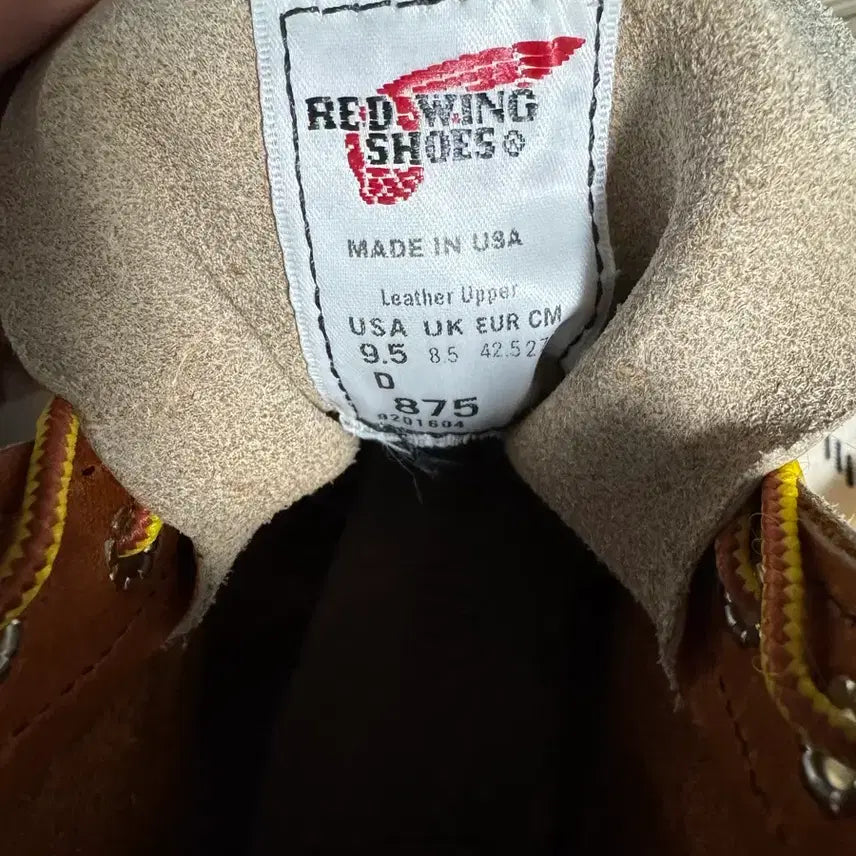 RED WING
SHOES®
MADE IN USA
Leather Upper
USA UK EUR CM
9.5 8.5 42.5
D
875